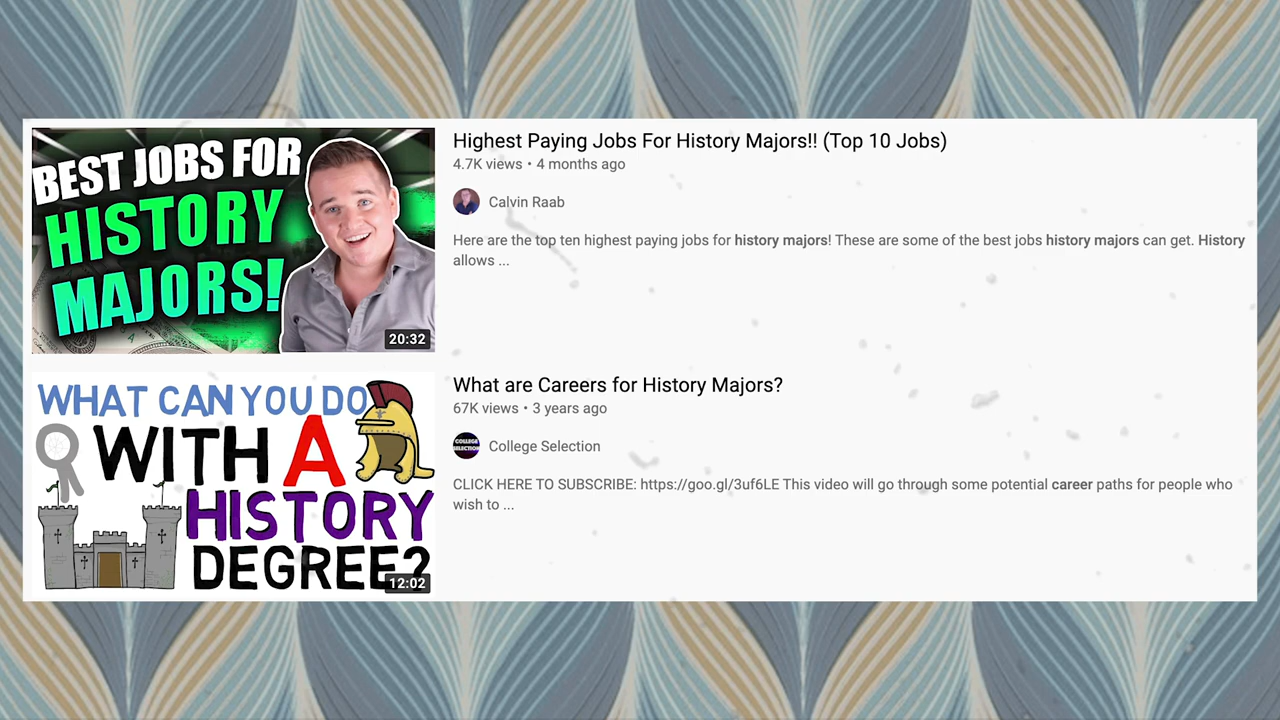 BEST JOBS FOR
HISTORY
MAJORS!
20:32
Highest Paying Jobs For History Majors!! (Top 10 Jobs)
4.7K views • 4 months ago
Calvin Raab
Here are the top ten highest paying jobs for history majors! These are some of the best jobs history majors can get. History
allows ...
WHAT CAN YOU DO
WITH A
HISTORY
DEGREE?
12:02
What are Careers for History Majors?
67K views • 3 years ago
COLLEGE
SELECTION
College Selection
CLICK HERE TO SUBSCRIBE: https://goo.gl/3uf6LE This video will go through some potential career paths for people who
wish to ...